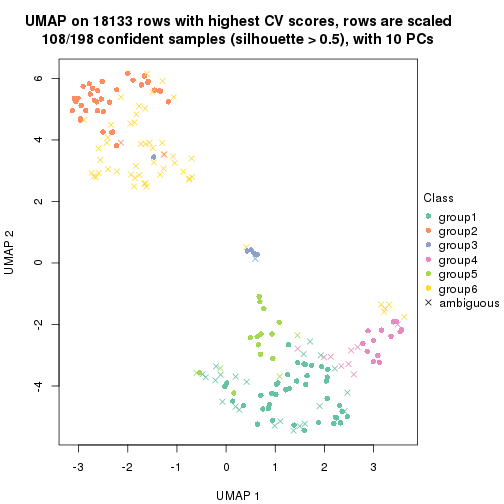 UMAP on 18133 rows with highest CV scores, rows are scaled
108/198 confident samples (silhouette > 0.5), with 10 PCs
6
4
2
0
-2
-4
UMAP 2
-3
-2
-1
0
1
2
3
UMAP 1
Class
group1
group2
group3
group4
group5
group6
ambiguous